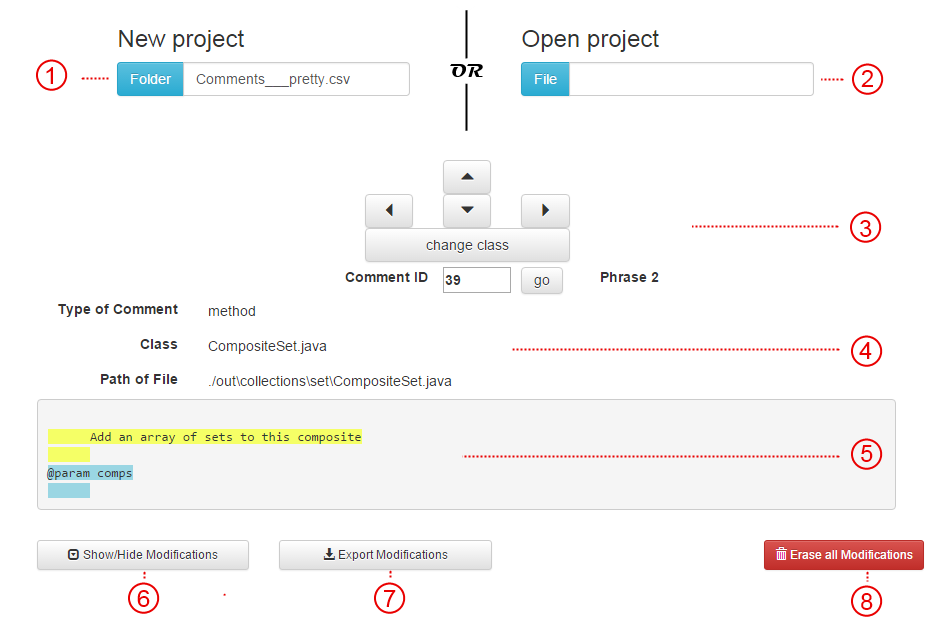 New project
OR
Open project
1
Folder
Comments___pretty.csv
File
2
3
change class
Comment ID
39
go
Phrase 2
Type of Comment
method
Class
CompositeSet.java
4
Path of File
./out\collections\set\CompositeSet.java
Add an array of sets to this composite
5
@param comps
Show/Hide Modifications
Export Modifications
Erase all Modifications
6
7
8